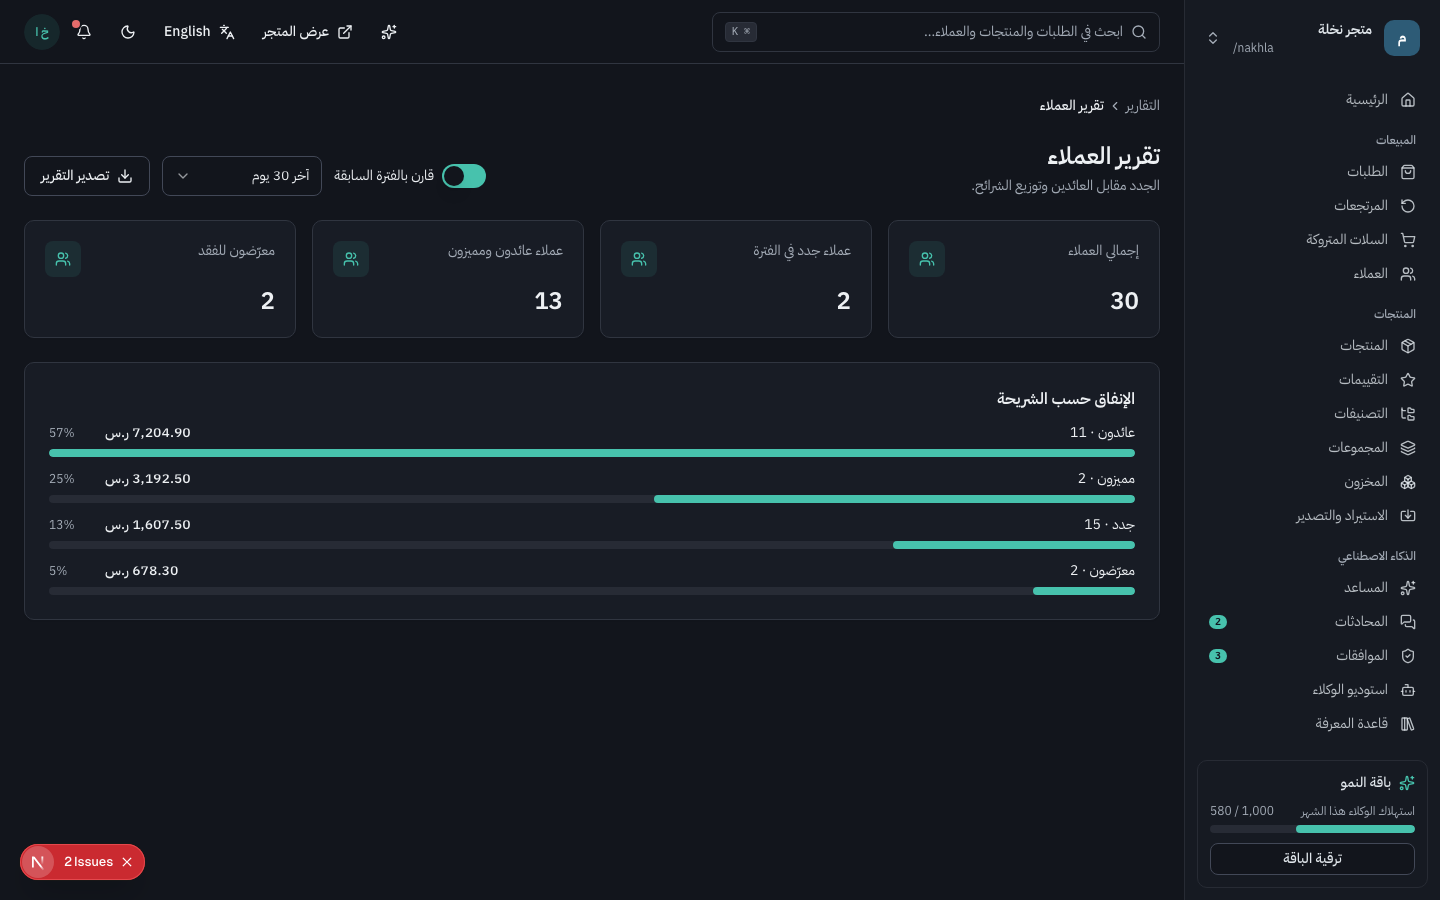 متجر نخلة
/nakhla
الرئيسية
المبيعات
الطلبات
المرتجعات
السلات المتروكة
العملاء
المنتجات
المنتجات
التقييمات
التصنيفات
المجموعات
المخزون
الاستيراد والتصدير
الذكاء الاصطناعي
المساعد
المحادثات 2
الموافقات 3
استوديو الوكلاء
قاعدة المعرفة
باقة النمو
استهلاك الوكلاء هذا الشهر 580 / 1,000
ترقية الباقة
م
ابحث في الطلبات والمنتجات والعملاء... ⌘ K
عرض المتجر
English
خ ا
التقارير
تقرير العملاء
تقرير العملاء
الجدد مقابل العائدين وتوزيع الشرائح.
قارن بالفترة السابقة
آخر 30 يوم
تصدير التقرير
إجمالي العملاء
30
عملاء جدد في الفترة
2
عملاء عائدون ومميزون
13
معرّضون للفقد
2
الإنفاق حسب الشريحة
عائدون · 11 7,204.90 ر.س 57%
مميزون · 2 3,192.50 ر.س 25%
جدد · 15 1,607.50 ر.س 13%
معرّضون · 2 678.30 ر.س 5%
N 2 Issues